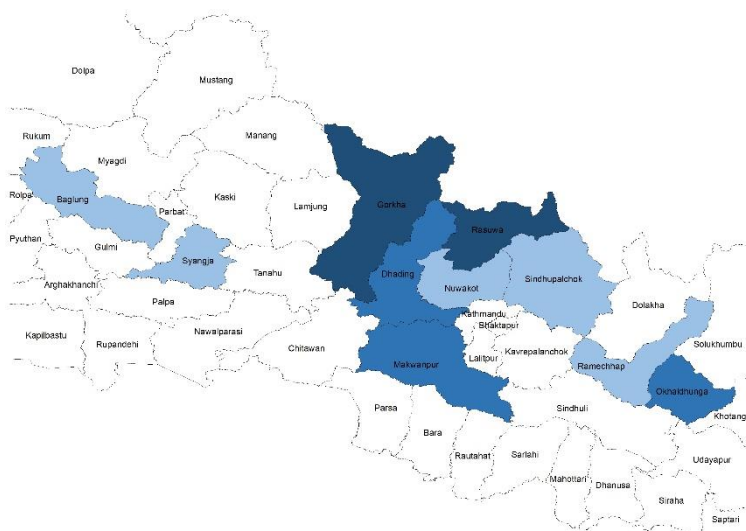 Dolpa
Mustang
Rukum
Manang
Myagdi
Gorkha
Rolpa
Baglung
Kaski
Lamjung
Parbat
Rasuwa
Pyuthan
Gulmi
Syangja
Tanahu
Dhading
Nuwakot
Sindhupalchok
Arghakhanchi
Palpa
Dolakha
Kathmandu
Bhaktapur
Kapilbastu
Rupandehi
Nawalparasi
Chitawan
Lalitpur
Kavrepalanchok
Solukhumbu
Makwanpur
Ramechhap
Okhaldhunga
Parsa
Sindhuli
Khotang
Bara
Rautahat
Sarlahi
Udayapur
Mahottari
Dhanusa
Siraha
Saptari